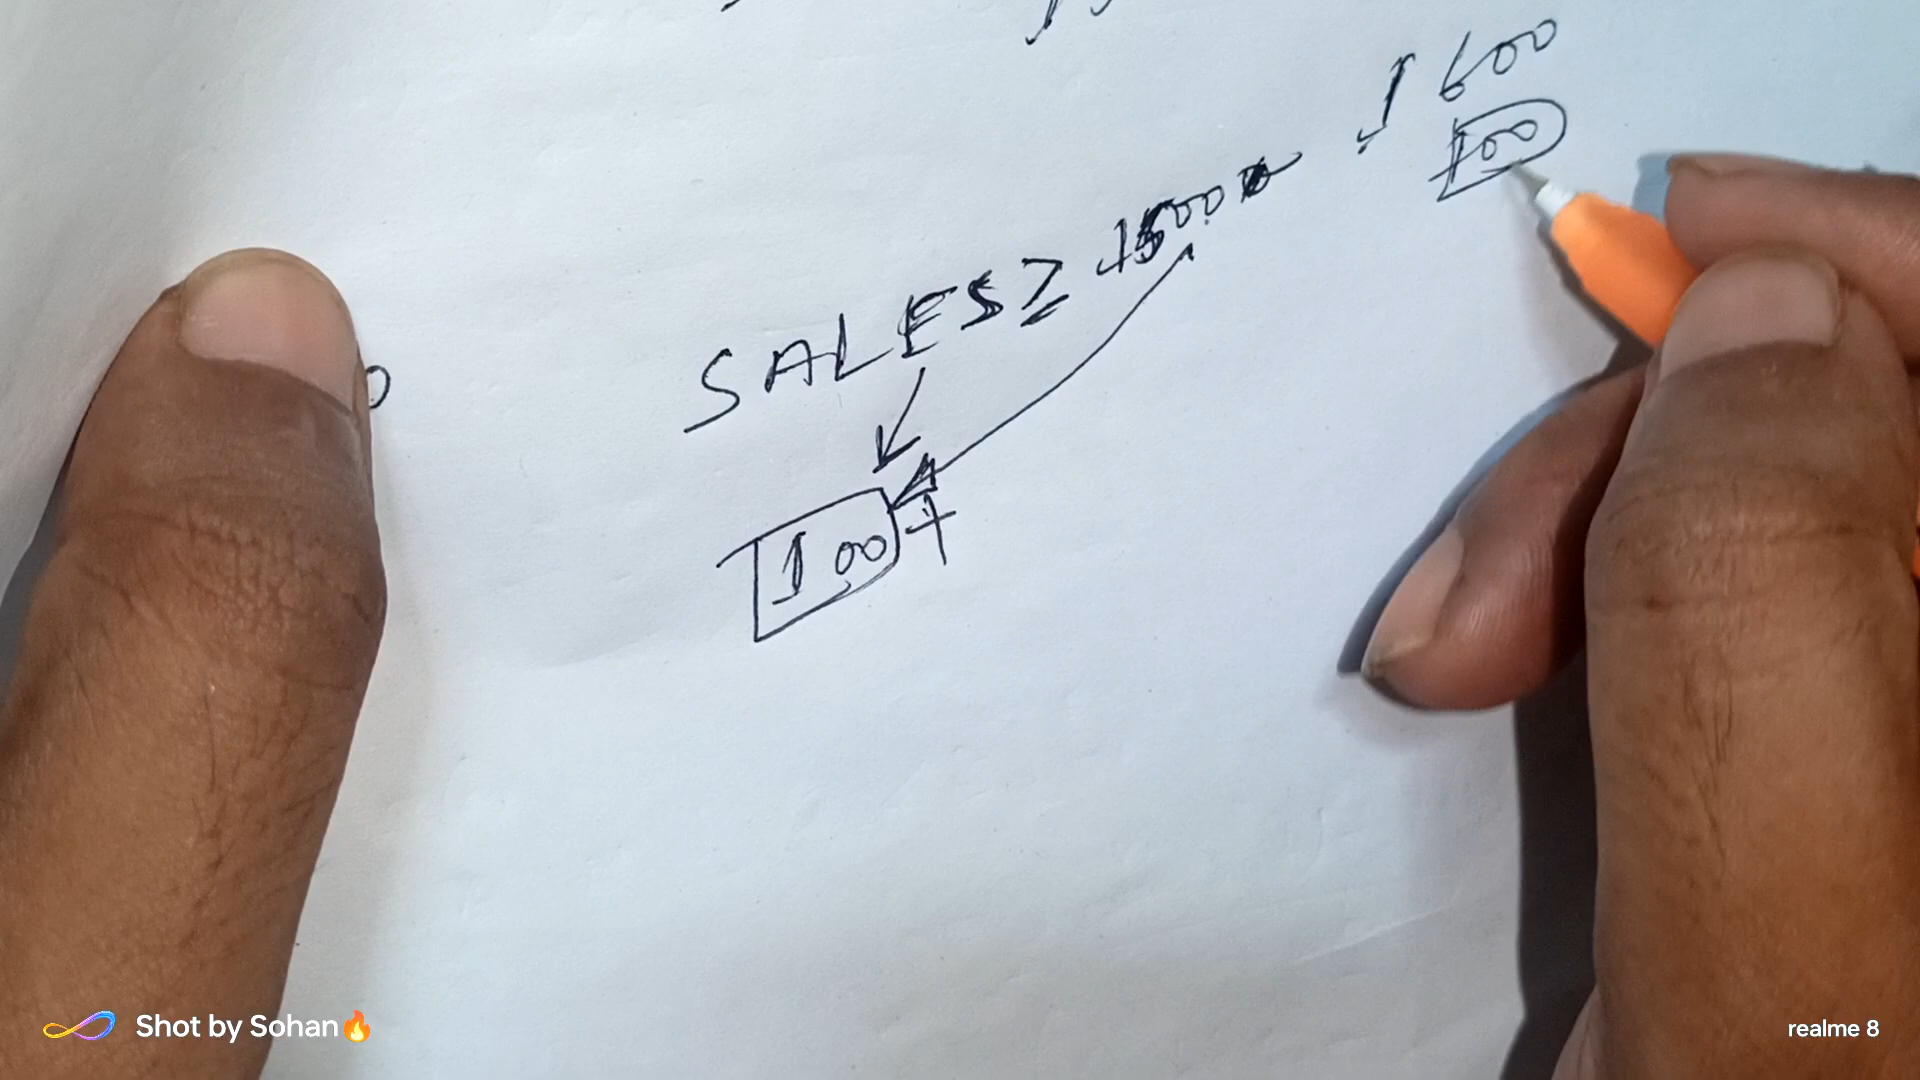 1600
100
SALES ≥ 1500
100 +
Shot by Sohan🔥
realme 8